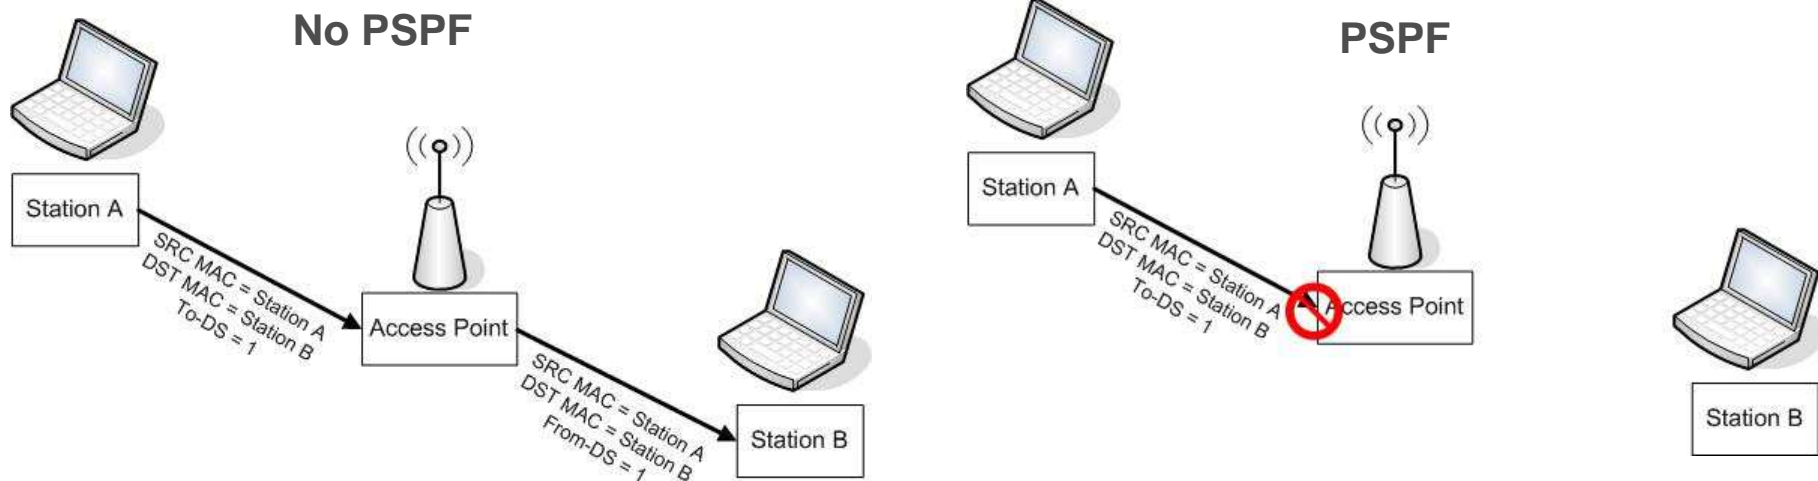 No PSPF
Station A
SRC MAC = Station A
DST MAC = Station B
To-DS = 1
Access Point
SRC MAC = Station A
DST MAC = Station B
From-DS = 1
Station B
PSPF
Station A
SRC MAC = Station A
DST MAC = Station B
To-DS = 1
Access Point
Station B